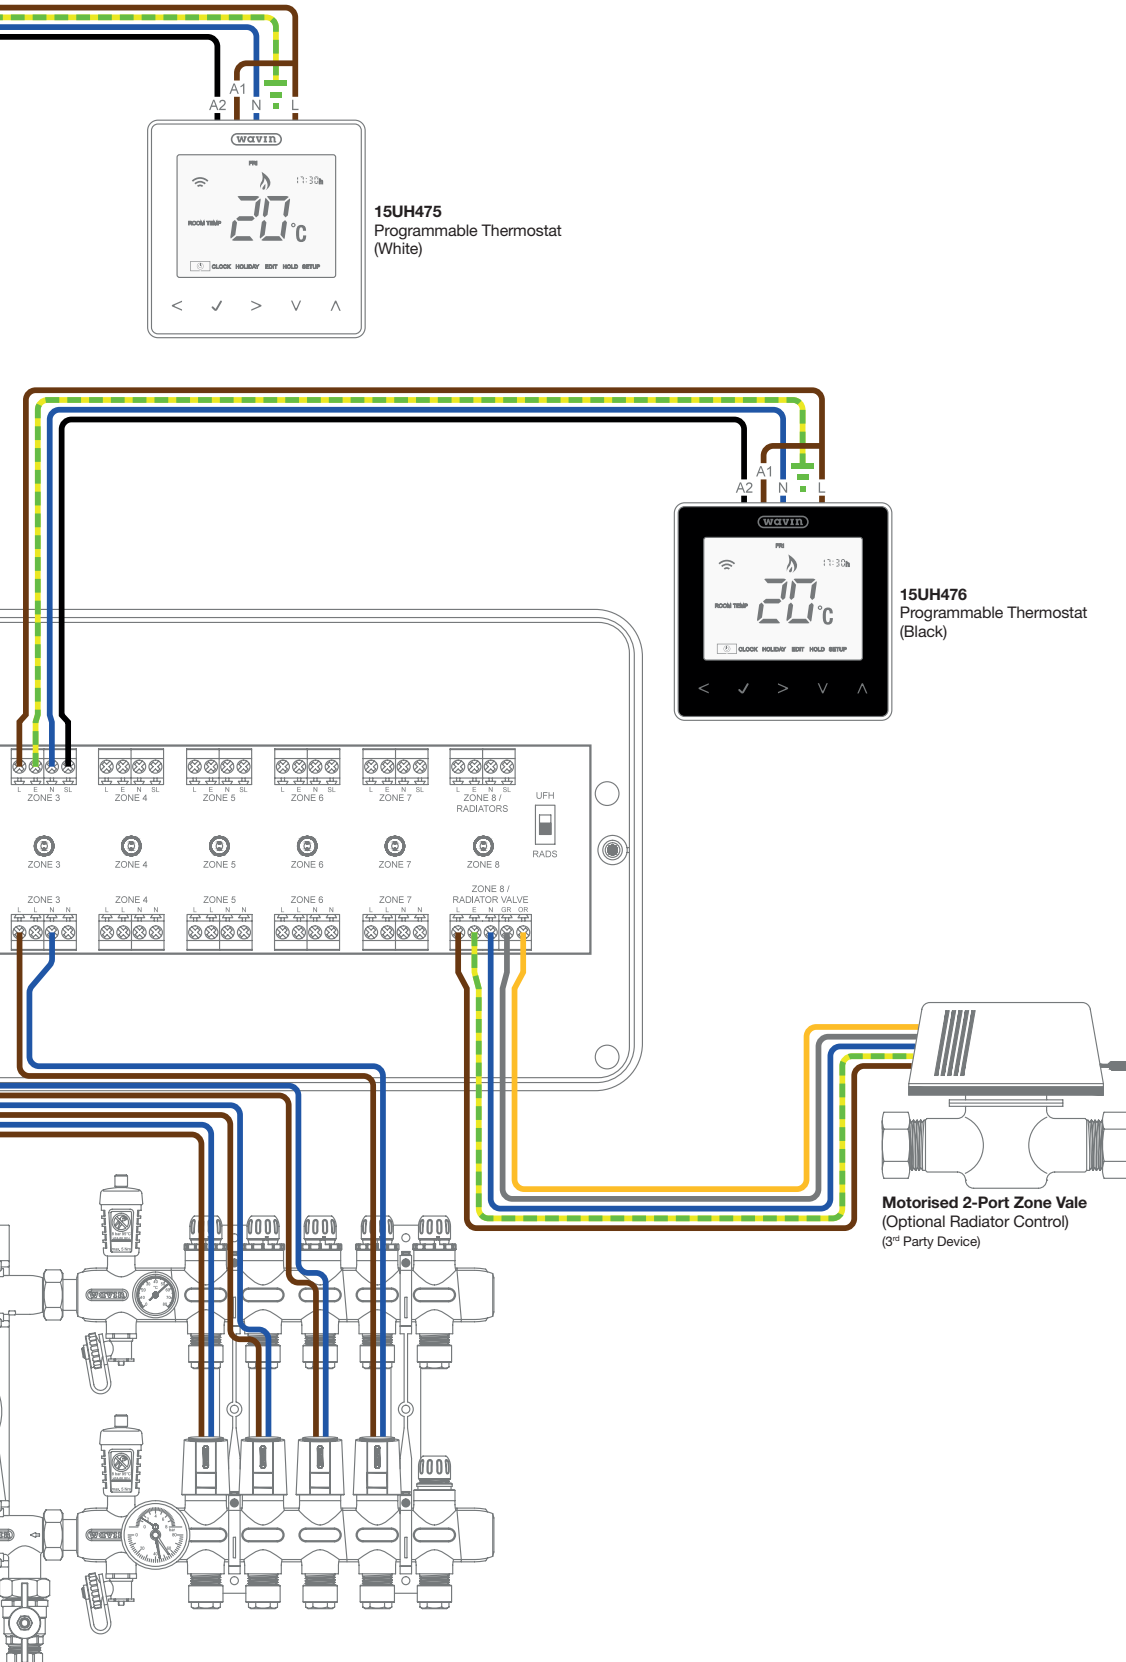 A1
A2 N L
wavin
FRI
17:30h
ROOM TEMP 20°C
CLOCK HOLIDAY EDIT HOLD SETUP
15UH475
Programmable Thermostat
(White)
A1
A2 N L
wavin
FRI
17:30h
ROOM TEMP 20°C
CLOCK HOLIDAY EDIT HOLD SETUP
15UH476
Programmable Thermostat
(Black)
L E N SL L E N SL L E N SL L E N SL L E N SL L E N SL
ZONE 3 ZONE 4 ZONE 5 ZONE 6 ZONE 7 ZONE 8 /
RADIATORS
UFH
RADS
ZONE 3 ZONE 4 ZONE 5 ZONE 6 ZONE 7 ZONE 8
ZONE 3 ZONE 4 ZONE 5 ZONE 6 ZONE 7 ZONE 8 /
RADIATOR VALVE
L L N N L L N N L L N N L L N N L L N N L E N GR OR
Motorised 2-Port Zone Vale
(Optional Radiator Control)
(3rd Party Device)
wavin
wavin